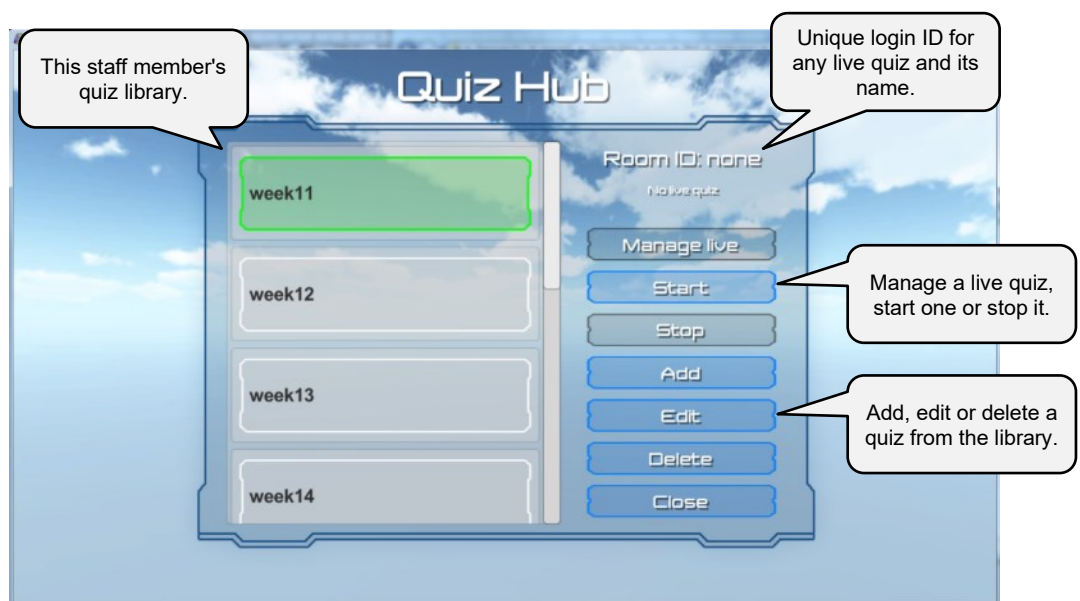 This staff member's
quiz library.
Quiz Hub
Unique login ID for
any live quiz and its
name.
week11
week12
week13
week14
Room ID: none
No live quiz
Manage live
Start
Stop
Add
Edit
Delete
Close
Manage a live quiz,
start one or stop it.
Add, edit or delete a
quiz from the library.